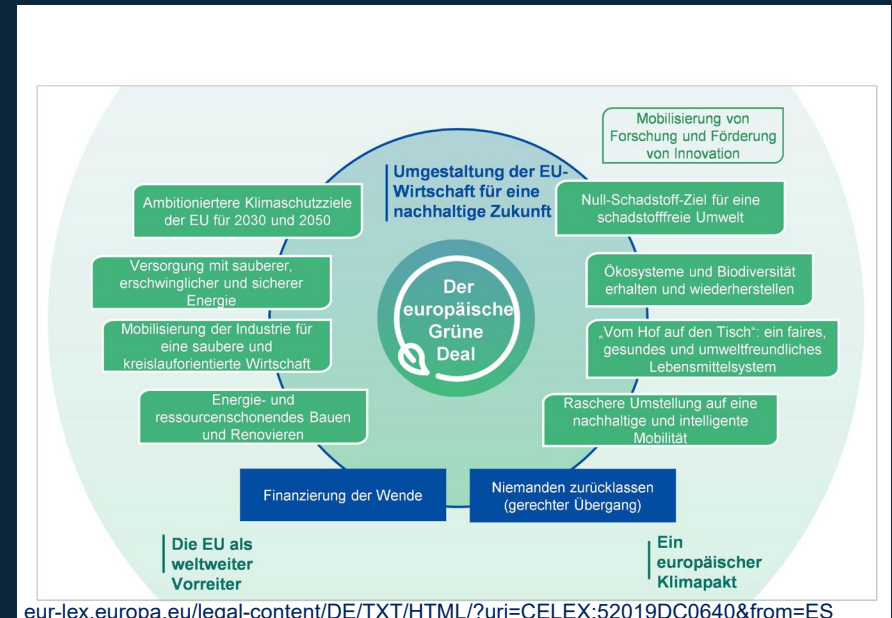 Mobilisierung von
Forschung und Förderung
von Innovation
Umgestaltung der EU-
Wirtschaft für eine
nachhaltige Zukunft
Ambitioniertere Klimaschutzziele
der EU für 2030 und 2050
Null-Schadstoff-Ziel für eine
schadstofffreie Umwelt
Versorgung mit sauberer,
erschwinglicher und sicherer
Energie
Ökosysteme und Biodiversität
erhalten und wiederherstellen
Der
europäische
Grüne
Deal
Mobilisierung der Industrie für
eine saubere und
kreislauforientierte Wirtschaft
„Vom Hof auf den Tisch“: ein faires,
gesundes und umweltfreundliches
Lebensmittelsystem
Energie- und
ressourcenschonendes Bauen
und Renovieren
Raschere Umstellung auf eine
nachhaltige und intelligente
Mobilität
Finanzierung der Wende
Niemanden zurücklassen
(gerechter Übergang)
Die EU als
weltweiter
Vorreiter
Ein
europäischer
Klimapakt
eur-lex.europa.eu/legal-content/DE/TXT/HTML/?uri=CELEX:52019DC0640&from=ES